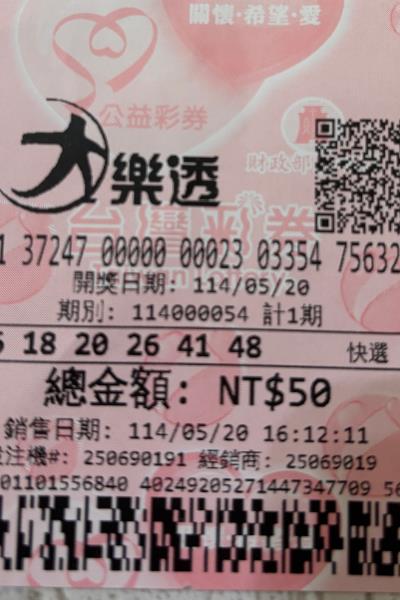 關懷·希望·愛
公益彩券
財政部
大樂透
台灣彩券
1 37247 00000 00023 03354 75632
開獎日期: 114/05/20
期別: 114000054 計1期
18 20 26 41 48 快選
總金額: NT$50
銷售日期: 114/05/20 16:12:11
注機#: 250690191 經銷商: 25069019
01101556840 40249205271447347709 56